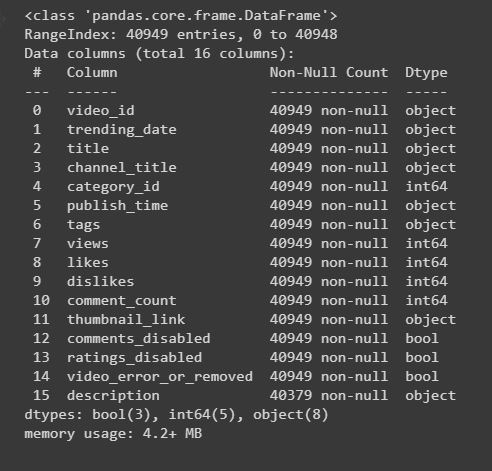 <class 'pandas.core.frame.DataFrame'>
RangeIndex: 40949 entries, 0 to 40948
Data columns (total 16 columns):
 #   Column                  Non-Null Count  Dtype
---  ------                  --------------  -----
 0   video_id                40949 non-null  object
 1   trending_date           40949 non-null  object
 2   title                   40949 non-null  object
 3   channel_title           40949 non-null  object
 4   category_id             40949 non-null  int64
 5   publish_time            40949 non-null  object
 6   tags                    40949 non-null  object
 7   views                   40949 non-null  int64
 8   likes                   40949 non-null  int64
 9   dislikes                40949 non-null  int64
 10  comment_count           40949 non-null  int64
 11  thumbnail_link          40949 non-null  object
 12  comments_disabled       40949 non-null  bool
 13  ratings_disabled        40949 non-null  bool
 14  video_error_or_removed  40949 non-null  bool
 15  description             40379 non-null  object
dtypes: bool(3), int64(5), object(8)
memory usage: 4.2+ MB